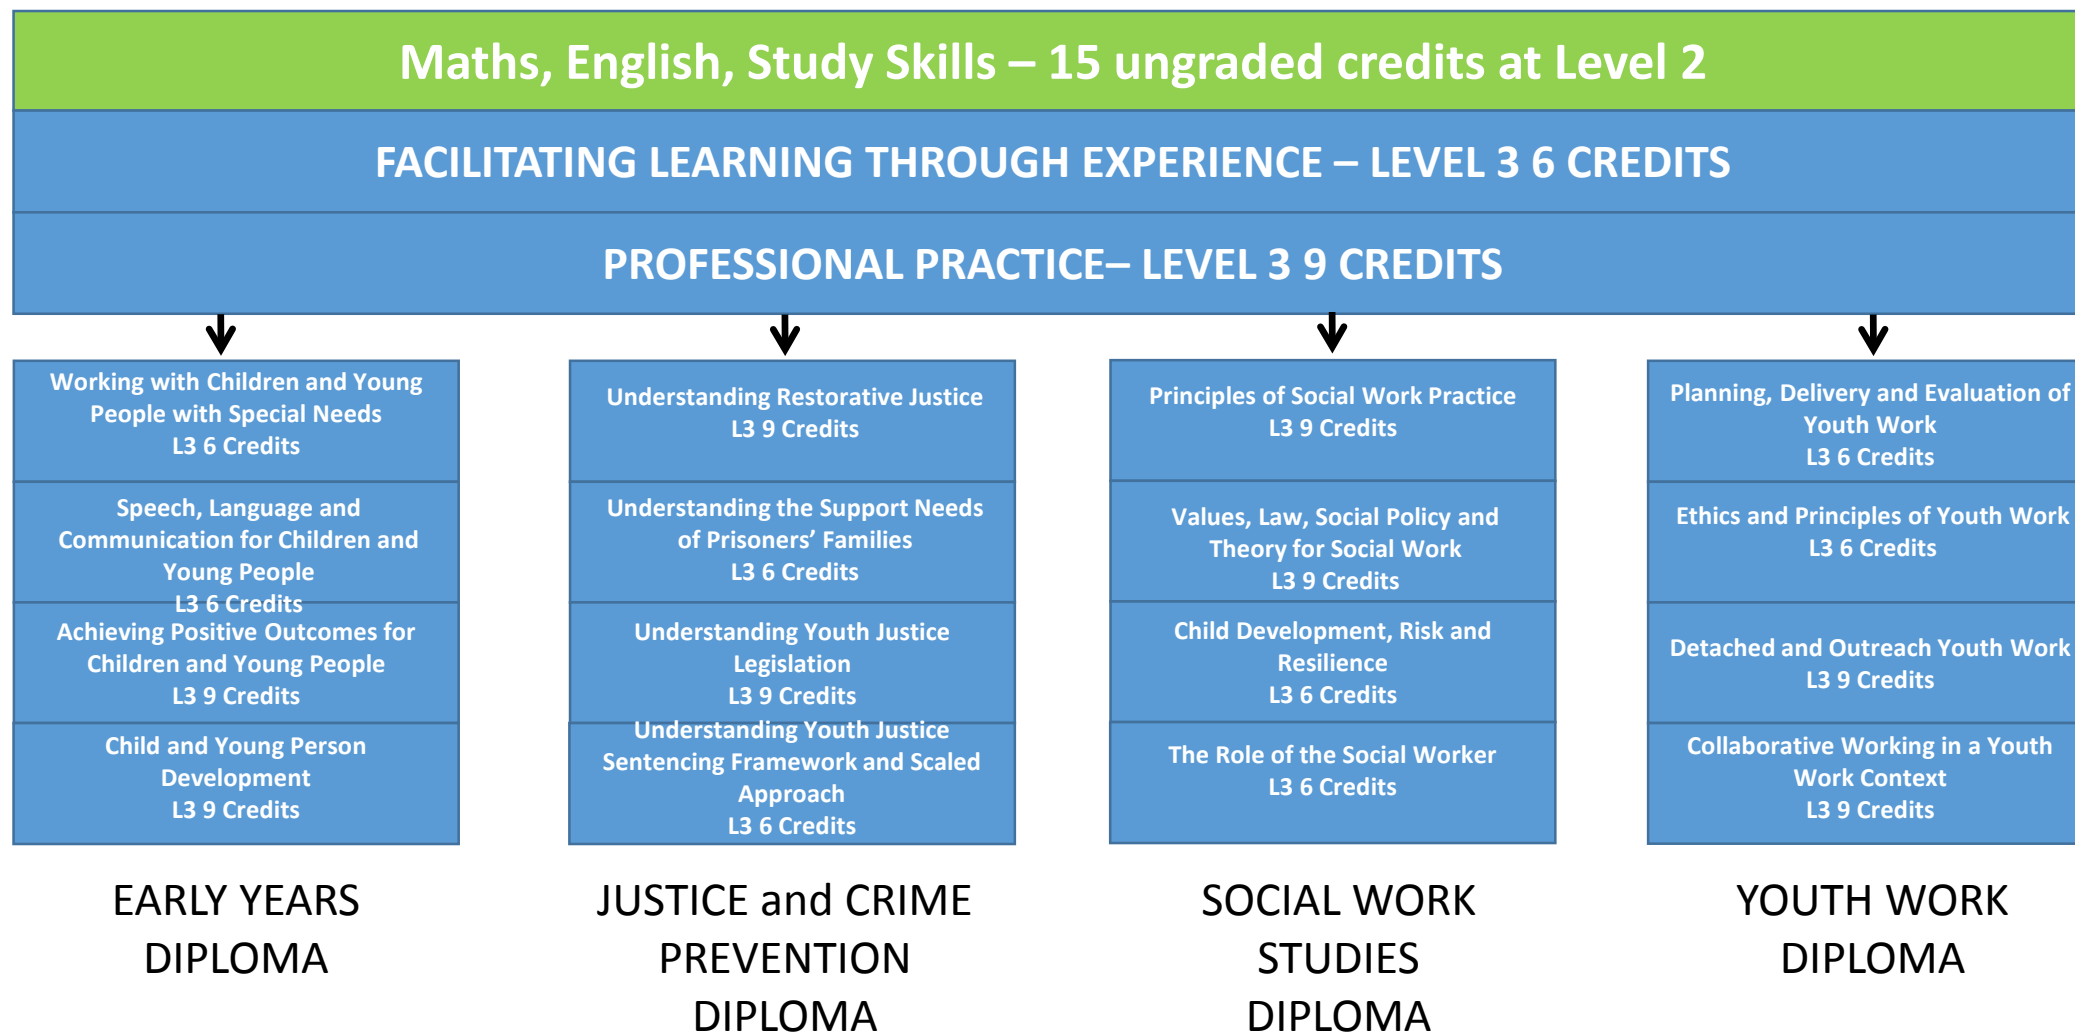 Maths, English, Study Skills – 15 ungraded credits at Level 2
FACILITATING LEARNING THROUGH EXPERIENCE – LEVEL 3 6 CREDITS
PROFESSIONAL PRACTICE– LEVEL 3 9 CREDITS
Working with Children and Young
People with Special Needs
L3 6 Credits
Speech, Language and
Communication for Children and
Young People
L3 6 Credits
Achieving Positive Outcomes for
Children and Young People
L3 9 Credits
Child and Young Person
Development
L3 9 Credits
EARLY YEARS
DIPLOMA
Understanding Restorative Justice
L3 9 Credits
Understanding the Support Needs
of Prisoners’ Families
L3 6 Credits
Understanding Youth Justice
Legislation
L3 9 Credits
Understanding Youth Justice
Sentencing Framework and Scaled
Approach
L3 6 Credits
JUSTICE and CRIME
PREVENTION
DIPLOMA
Principles of Social Work Practice
L3 9 Credits
Values, Law, Social Policy and
Theory for Social Work
L3 9 Credits
Child Development, Risk and
Resilience
L3 6 Credits
The Role of the Social Worker
L3 6 Credits
SOCIAL WORK
STUDIES
DIPLOMA
Planning, Delivery and Evaluation of
Youth Work
L3 6 Credits
Ethics and Principles of Youth Work
L3 6 Credits
Detached and Outreach Youth Work
L3 9 Credits
Collaborative Working in a Youth
Work Context
L3 9 Credits
YOUTH WORK
DIPLOMA